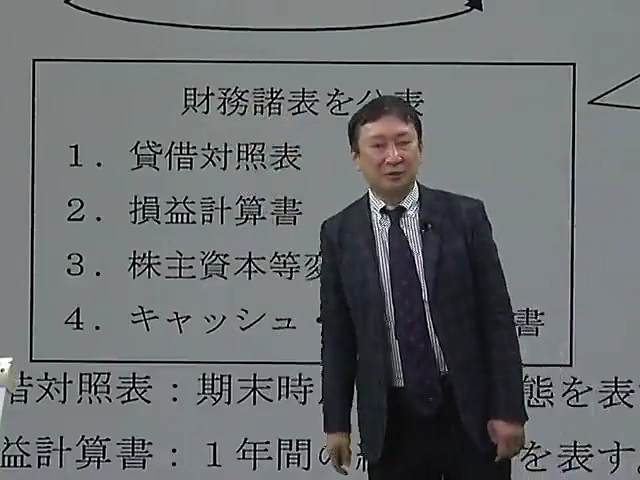 財務諸表を公表
1．貸借対照表
2．損益計算書
3．株主資本等変
4．キャッシュ・ 書
借対照表：期末時 態を表
益計算書：１年間の を表す。